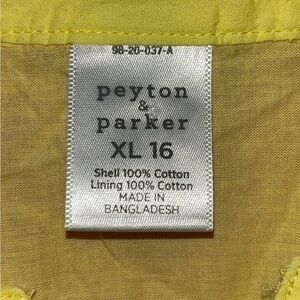 98-20-037-A
peyton
&
parker
XL 16
Shell 100% Cotton
Lining 100% Cotton
MADE IN
BANGLADESH